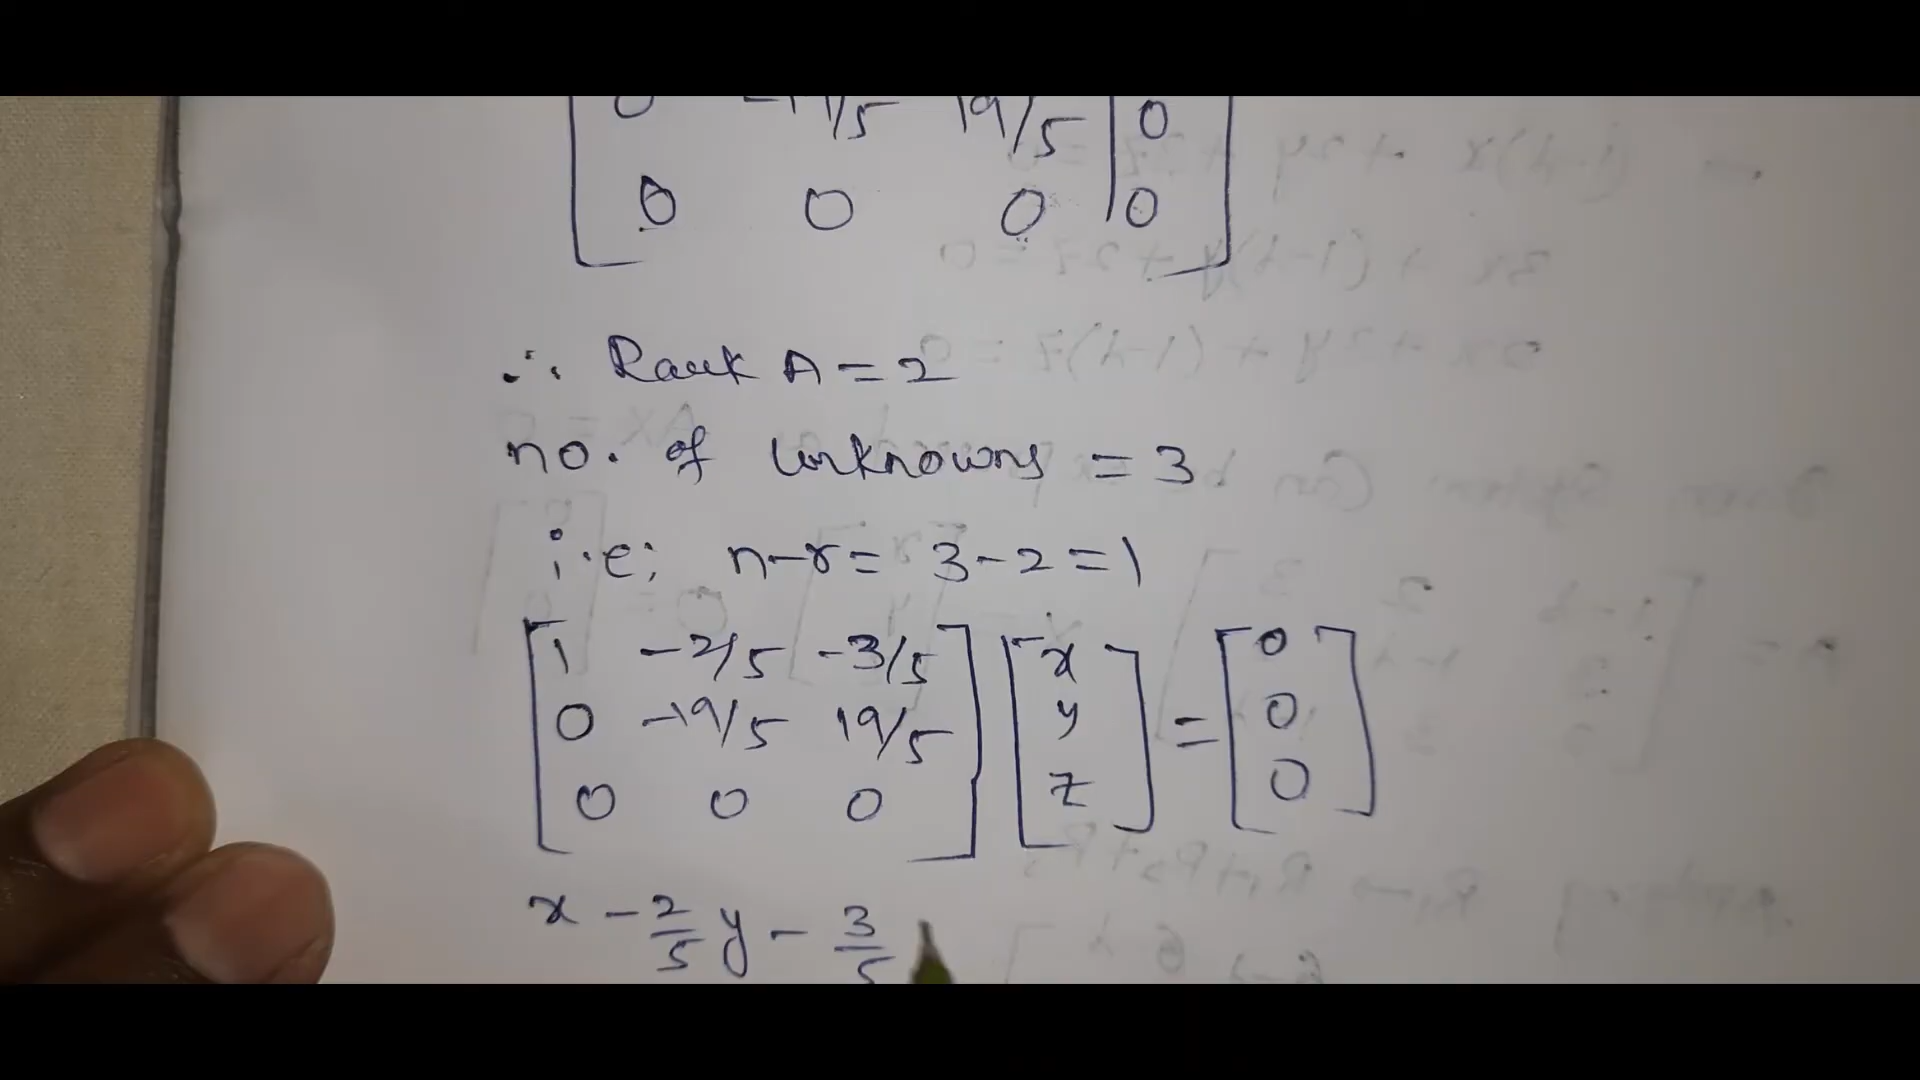 0 -19/5 19/5 | 0
0 0 0 | 0
∴ Rank A = 2
no. of unknowns = 3
i.e; n-r = 3-2 = 1
[1 -2/5 -3/5] [x] = [0]
[0 -19/5 19/5] [y] [0]
[0 0 0] [z] [0]
x - 2/5 y - 3/5